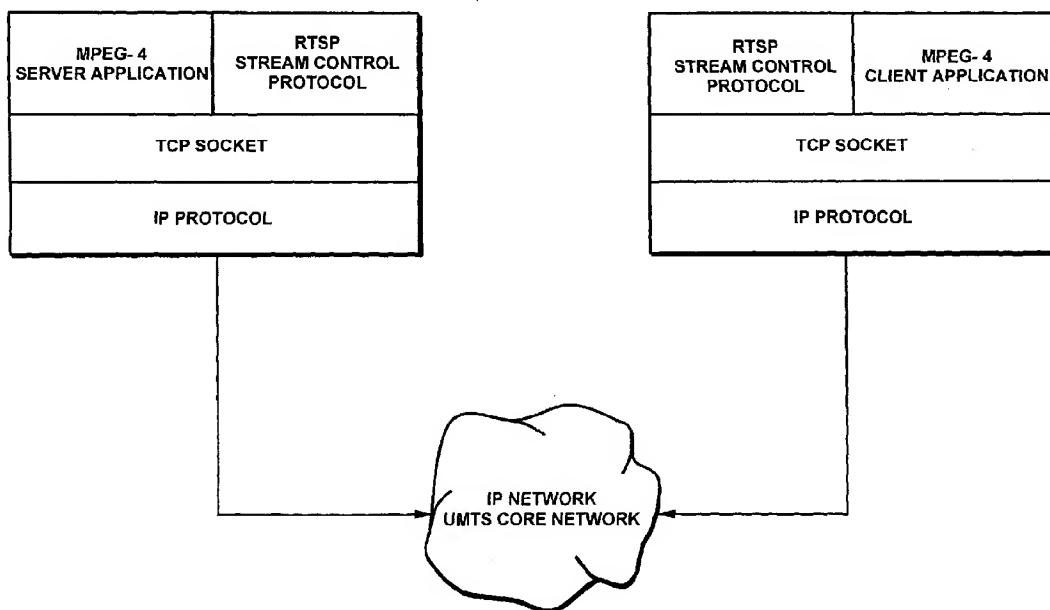 MPEG- 4
SERVER APPLICATION
RTSP
STREAM CONTROL
PROTOCOL
TCP SOCKET
IP PROTOCOL
RTSP
STREAM CONTROL
PROTOCOL
MPEG- 4
CLIENT APPLICATION
TCP SOCKET
IP PROTOCOL
IP NETWORK
UMTS CORE NETWORK